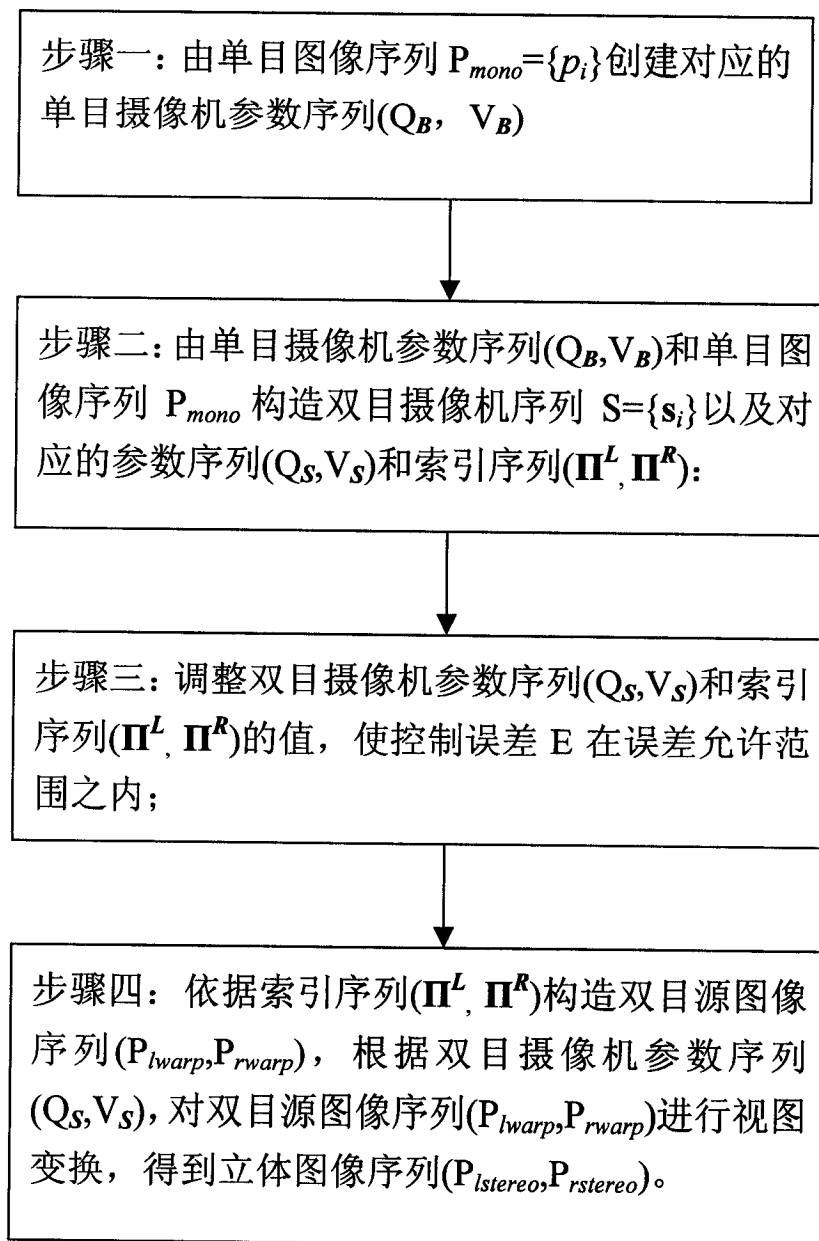 步骤一：由单目图像序列 P_mono={p_i}创建对应的
单目摄像机参数序列(Q_B， V_B)
步骤二：由单目摄像机参数序列(Q_B,V_B)和单目图
像序列 P_mono 构造双目摄像机序列 S={s_i}以及对
应的参数序列(Q_S,V_S)和索引序列(Π^L, Π^R)：
步骤三：调整双目摄像机参数序列(Q_S,V_S)和索引
序列(Π^L, Π^R)的值，使控制误差 E 在误差允许范
围之内；
步骤四：依据索引序列(Π^L, Π^R)构造双目源图像
序列(P_lwarp,P_rwarp)，根据双目摄像机参数序列
(Q_S,V_S)，对双目源图像序列(P_lwarp,P_rwarp)进行视图
变换，得到立体图像序列(P_lstereo,P_rstereo)。